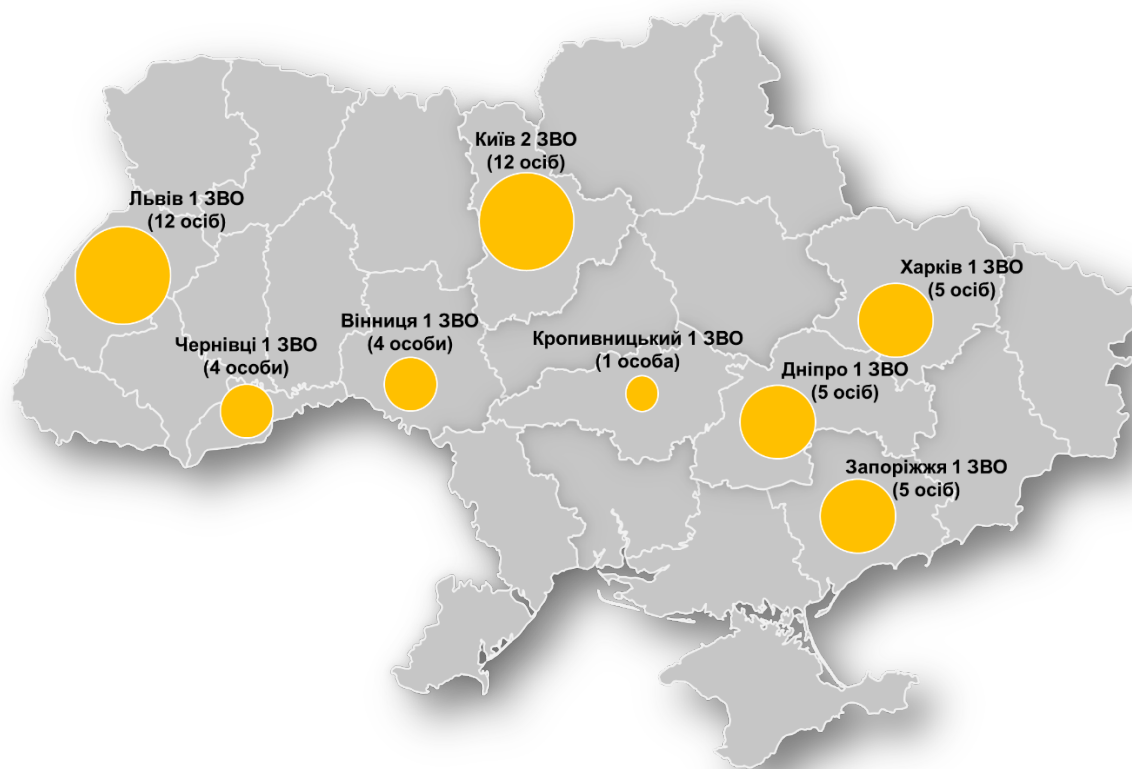 Київ 2 ЗВО
(12 осіб)
Львів 1 ЗВО
(12 осіб)
Харків 1 ЗВО
(5 осіб)
Вінниця 1 ЗВО
(4 особи)
Кропивницький 1 ЗВО
(1 особа)
Чернівці 1 ЗВО
(4 особи)
Дніпро 1 ЗВО
(5 осіб)
Запоріжжя 1 ЗВО
(5 осіб)